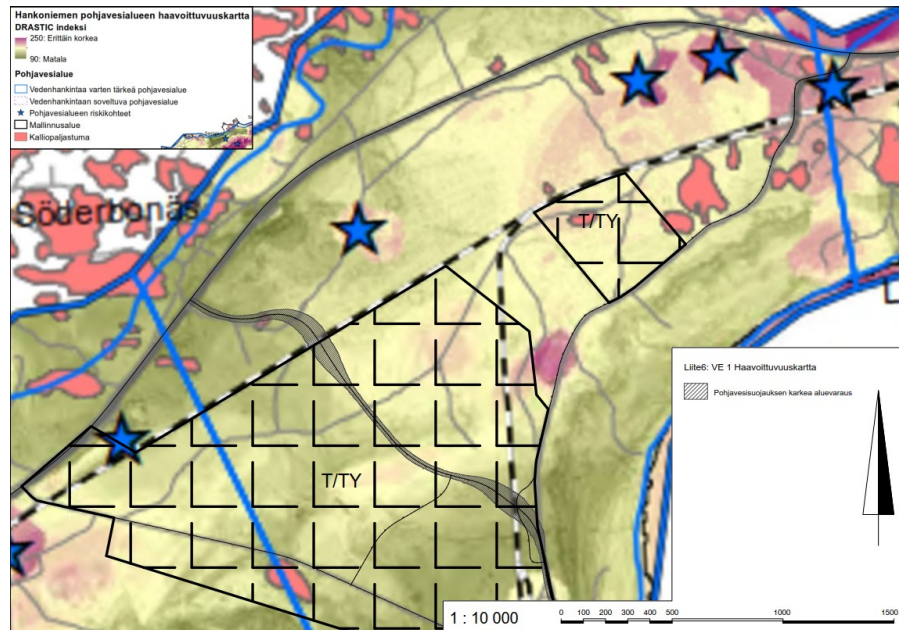 Hankoniemen pohjavesialueen haavoittuvuuskartta
DRASTIC indeksi
250: Erittäin korkea
90: Matala
Pohjavesialue
Vedenhankintaa varten tärkeä pohjavesialue
Vedenhankintaan soveltuva pohjavesialue
Pohjavesialueen riskikohteet
Mallinnusalue
Kalliopaljastuma
Söderbonäs
T/TY
T/TY
Liite6: VE 1 Haavoittuvuuskartta
Pohjavesisuojauksen karkea aluevaraus
1 : 10 000
0 100 200 300 400 500 1000 1500